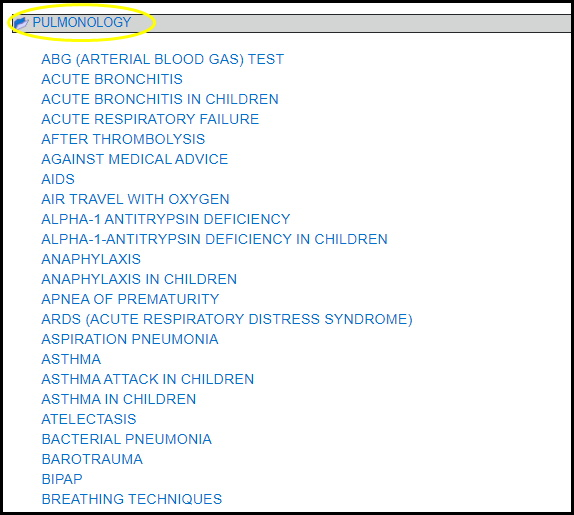 PULMONOLOGY
ABG (ARTERIAL BLOOD GAS) TEST
ACUTE BRONCHITIS
ACUTE BRONCHITIS IN CHILDREN
ACUTE RESPIRATORY FAILURE
AFTER THROMBOLYSIS
AGAINST MEDICAL ADVICE
AIDS
AIR TRAVEL WITH OXYGEN
ALPHA-1 ANTITRYPSIN DEFICIENCY
ALPHA-1-ANTITRYPSIN DEFICIENCY IN CHILDREN
ANAPHYLAXIS
ANAPHYLAXIS IN CHILDREN
APNEA OF PREMATURITY
ARDS (ACUTE RESPIRATORY DISTRESS SYNDROME)
ASPIRATION PNEUMONIA
ASTHMA
ASTHMA ATTACK IN CHILDREN
ASTHMA IN CHILDREN
ATELECTASIS
BACTERIAL PNEUMONIA
BAROTRAUMA
BIPAP
BREATHING TECHNIQUES